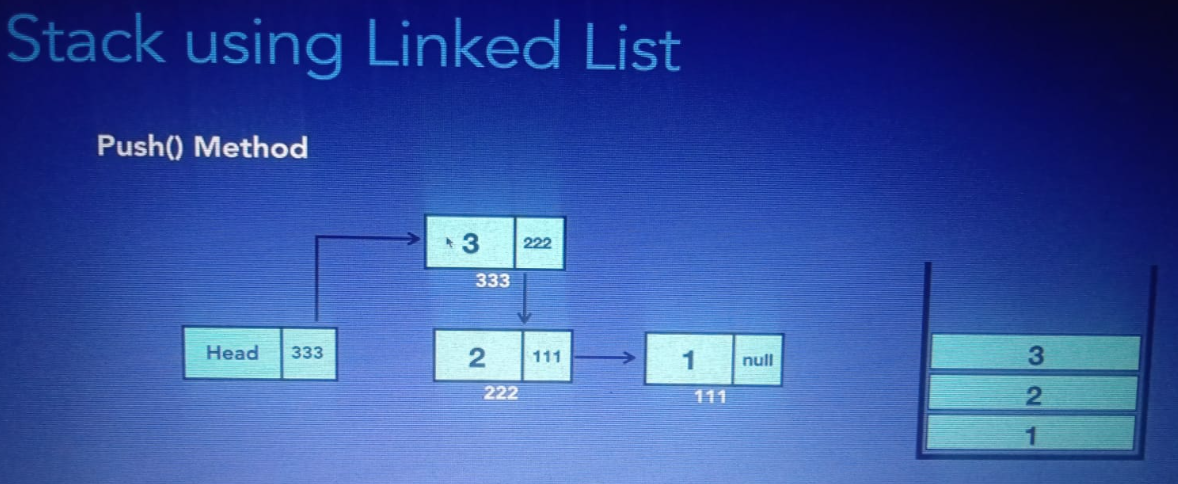 Stack using Linked List
Push() Method
3 222
333
Head 333
2 111
222
1 null
111
3
2
1